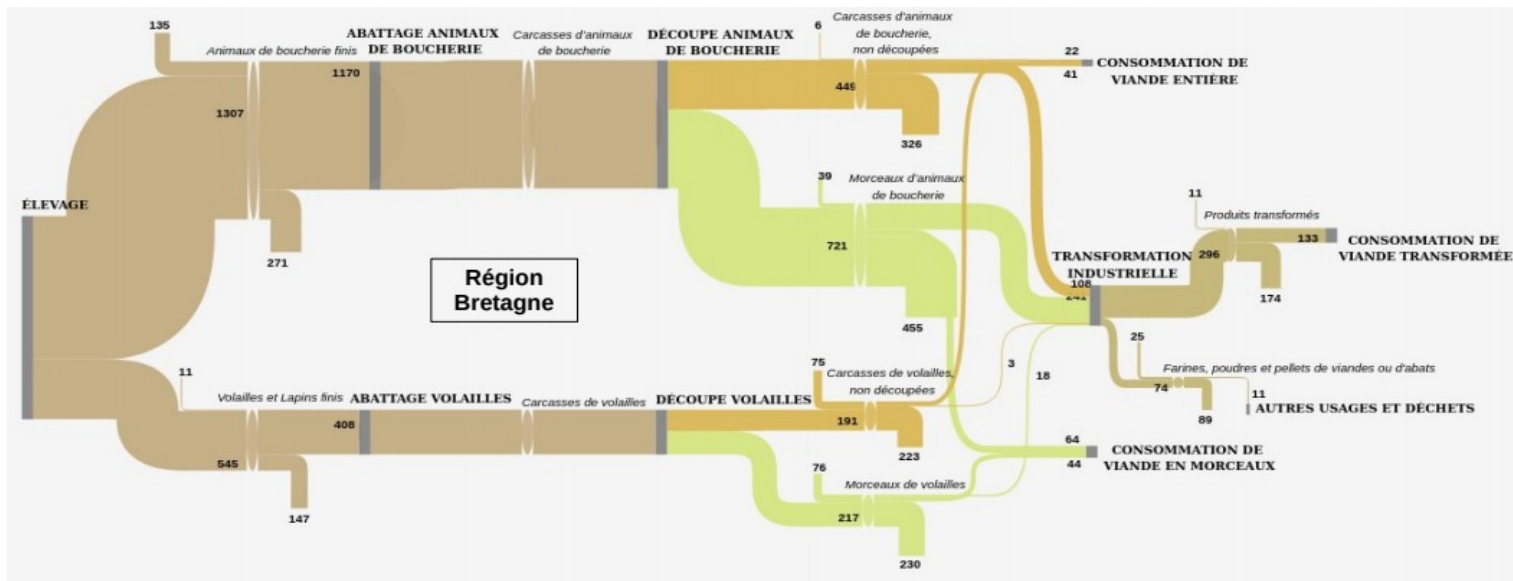 135
Animaux de boucherie finis
1170
1307
271
ABATTAGE ANIMAUX
DE BOUCHERIE
Carcasses d'animaux
de boucherie
DÉCOUPE ANIMAUX
DE BOUCHERIE
6
Carcasses d'animaux
de boucherie,
non découpées
449
326
22
41
CONSOMMATION DE
VIANDE ENTIÈRE
39
Morceaux d'animaux
de boucherie
721
455
ÉLEVAGE
Région
Bretagne
TRANSFORMATION
INDUSTRIELLE
108
241
11
Produits transformés
296
133
174
CONSOMMATION DE
VIANDE TRANSFORMÉE
25
Farines, poudres et pellets de viandes ou d'abats
74
89
11
AUTRES USAGES ET DÉCHETS
3
18
11
Volailles et Lapins finis
408
545
147
ABATTAGE VOLAILLES
Carcasses de volailles
DÉCOUPE VOLAILLES
75
Carcasses de volailles,
non découpées
191
223
76
Morceaux de volailles
217
230
64
44
CONSOMMATION DE
VIANDE EN MORCEAUX